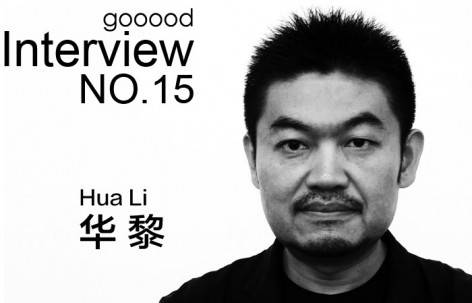 gooood
Interview
NO.15
Hua Li
华黎